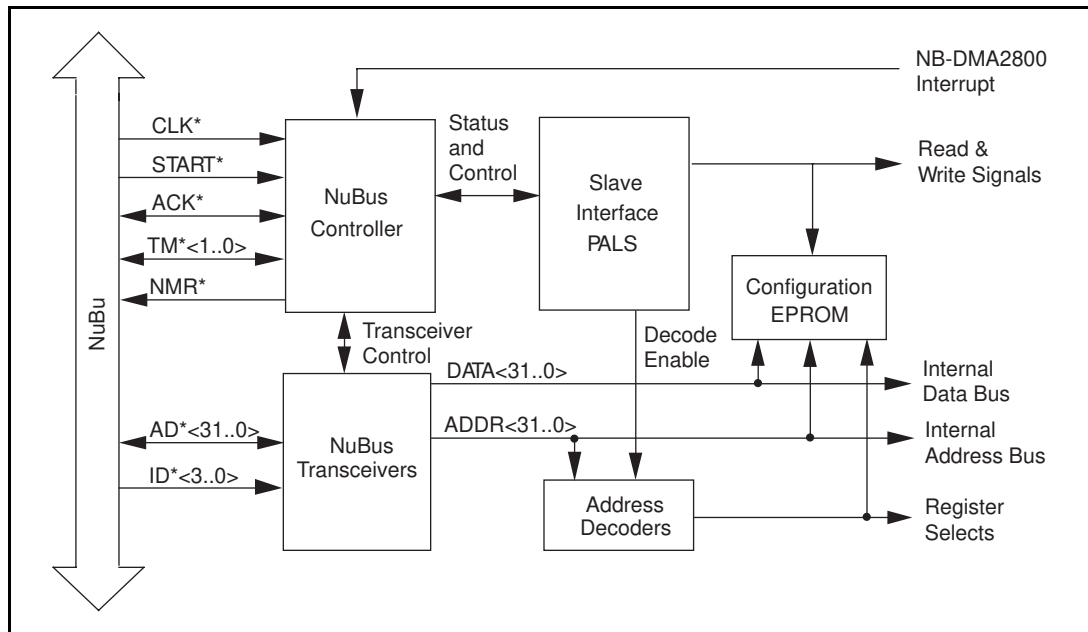 NB-DMA2800
Interrupt
CLK*
START*
ACK*
TM*<1..0>
NMR*
NuBus
Controller
Status
and
Control
Slave
Interface
PALS
Read &
Write Signals
Configuration
EPROM
NuBu
Transceiver
Control
Decode
Enable
DATA<31..0>
Internal
Data Bus
AD*<31..0>
ID*<3..0>
NuBus
Transceivers
ADDR<31..0>
Internal
Address Bus
Address
Decoders
Register
Selects